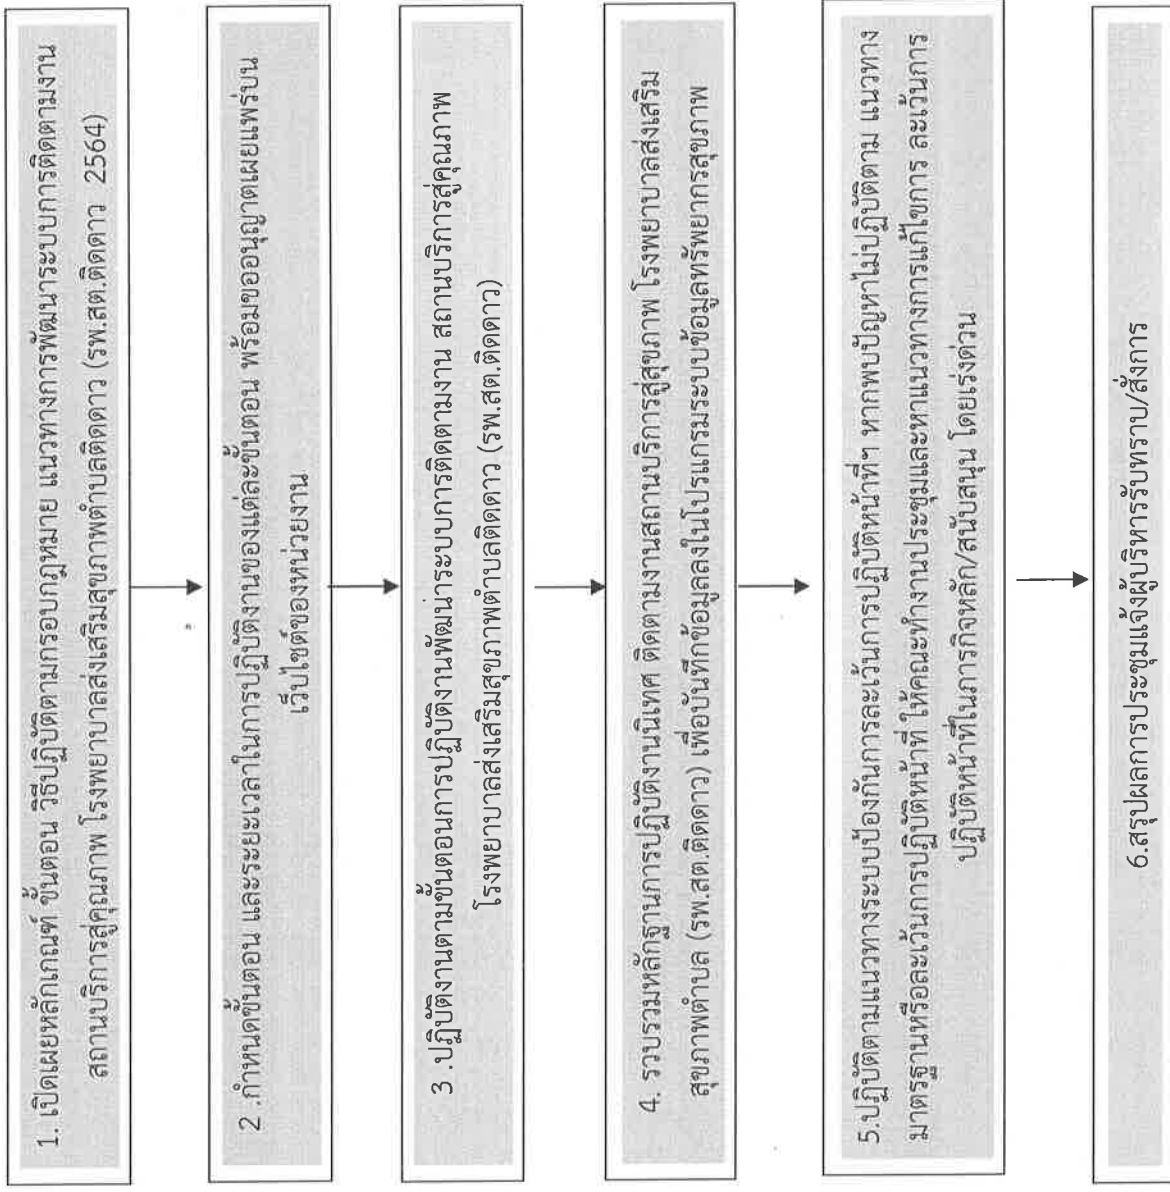 1. เปิดเผยหลักเกณฑ์ ขั้นตอน วิธีปฏิบัติตามกรอบกฎหมาย แนวทางการพัฒนาระบบการติดตามงาน
สถานบริการสู่คุณภาพ โรงพยาบาลส่งเสริมสุขภาพตำบลติดดาว (รพ.สต.ติดดาว 2564)
2 .กำหนดขั้นตอน และระยะเวลาในการปฏิบัติงานของแต่ละขั้นตอน พร้อมขออนุญาตเผยแพร่บน
เว็บไซต์ของหน่วยงาน
3 .ปฏิบัติงานตามขั้นตอนการปฏิบัติงานพัฒนาระบบการติดตามงาน สถานบริการสู่คุณภาพ
โรงพยาบาลส่งเสริมสุขภาพตำบลติดดาว (รพ.สต.ติดดาว)
4. รวบรวมหลักฐานการปฏิบัติงานนิเทศ ติดตามงานสถานบริการสู่สุขภาพ โรงพยาบาลส่งเสริม
สุขภาพตำบล (รพ.สต.ติดดาว) เพื่อบันทึกข้อมูลลงในโปรแกรมระบบข้อมูลทรัพยากรสุขภาพ
5.ปฏิบัติตามแนวทางระบบป้องกันการละเว้นการปฏิบัติหน้าที่ฯ หากพบปัญหาไม่ปฏิบัติตาม แนวทาง
มาตรฐานหรือละเว้นการปฏิบัติหน้าที่ ให้คณะทำงานประชุมและหาแนวทางการแก้ไขการ ละเว้นการ
ปฏิบัติหน้าที่ในภารกิจหลัก/สนับสนุน โดยเร่งด่วน
6.สรุปผลการประชุมแจ้งผู้บริหารรับทราบ/สั่งการ